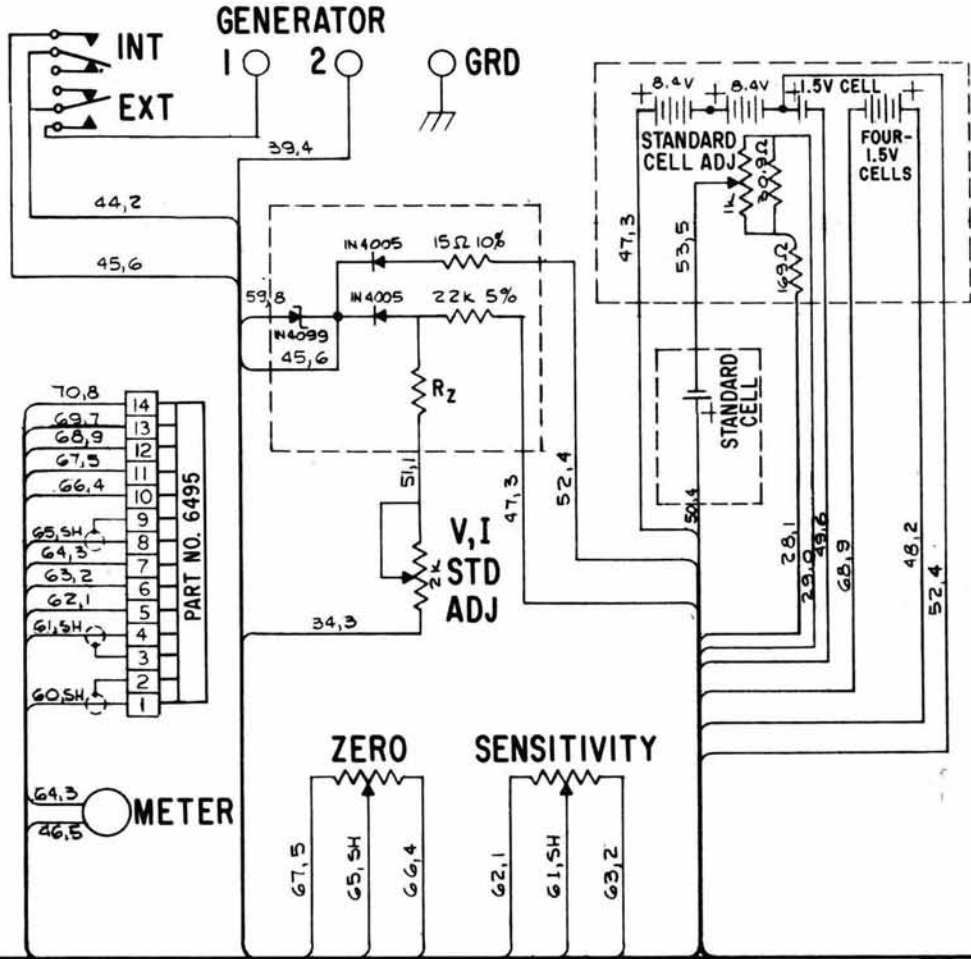 GENERATOR
INT
EXT
1
2
GRD
39,4
44,2
45,6
59,8
1N4005
15Ω 10%
1N4005
22K 5%
1N4099
45,6
RZ
51,1
V,I
STD
ADJ
2K
34,3
47,3
52,4
+
8.4V
+
8.4V
+
1.5V CELL
+
STANDARD
CELL ADJ
1K
30.9Ω
169Ω
FOUR-
1.5V
CELLS
47,3
53,5
+
STANDARD
CELL
50,4
28,1
29,0
49,6
68,9
48,2
52,4
70,8
69,7
68,9
67,5
66,4
65,SH
64,3
63,2
62,1
61,SH
60,SH
14
13
12
11
10
9
8
7
6
5
4
3
2
1
PART NO. 6495
64,3
46,5
METER
ZERO
67,5
65,SH
66,4
SENSITIVITY
62,1
61,SH
63,2